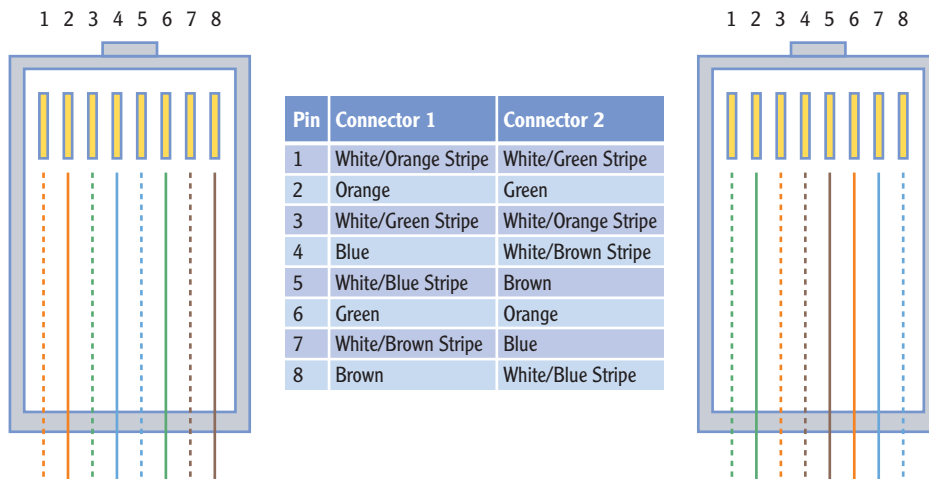 1 2 3 4 5 6 7 8
1 2 3 4 5 6 7 8
Pin Connector 1 Connector 2
1 White/Orange Stripe White/Green Stripe
2 Orange Green
3 White/Green Stripe White/Orange Stripe
4 Blue White/Brown Stripe
5 White/Blue Stripe Brown
6 Green Orange
7 White/Brown Stripe Blue
8 Brown White/Blue Stripe